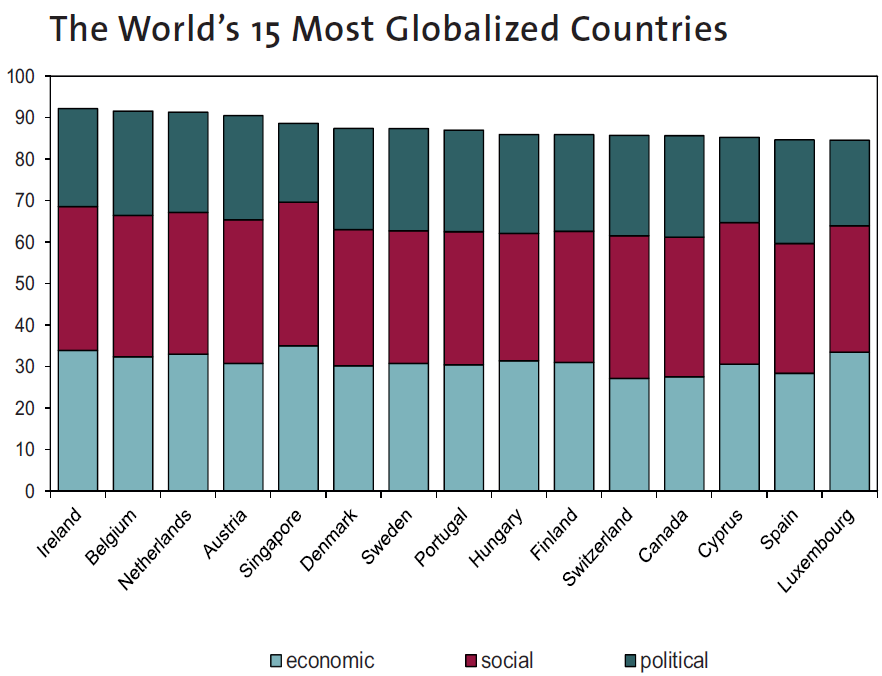 The World's 15 Most Globalized Countries
100
90
80
70
60
50
40
30
20
10
0
Ireland
Belgium
Netherlands
Austria
Singapore
Denmark
Sweden
Portugal
Hungary
Finland
Switzerland
Canada
Cyprus
Spain
Luxembourg
economic social political